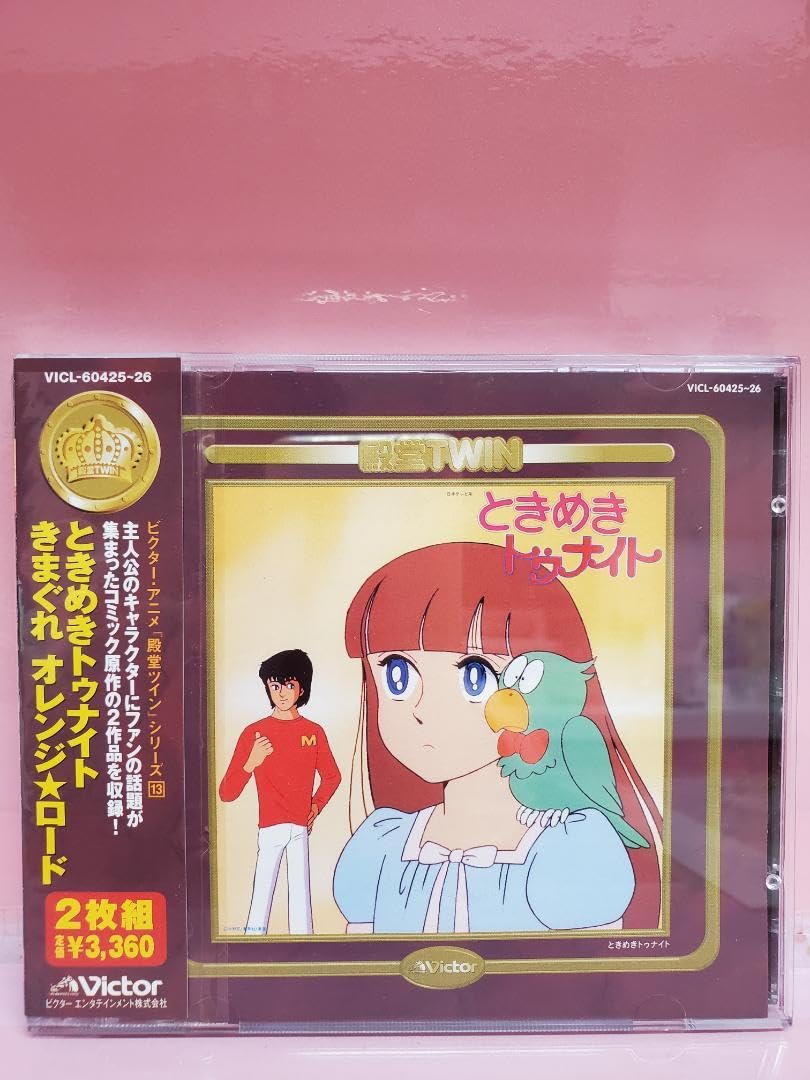 VICL-60425~26
殿堂TWIN
ビクター・アニメ「殿堂ツイン」シリーズ 13
主人公のキャラクターにファンの話題が
集まったコミック原作の2作品を収録!
ときめきトゥナイト
きまぐれ オレンジ★ロード
2枚組
定価¥3,360
Victor
ビクター エンタテインメント株式会社
VICL-60425~26
殿堂TWIN
日本テレビ系
ときめき
トゥナイト
M
ときめきトゥナイト
Victor